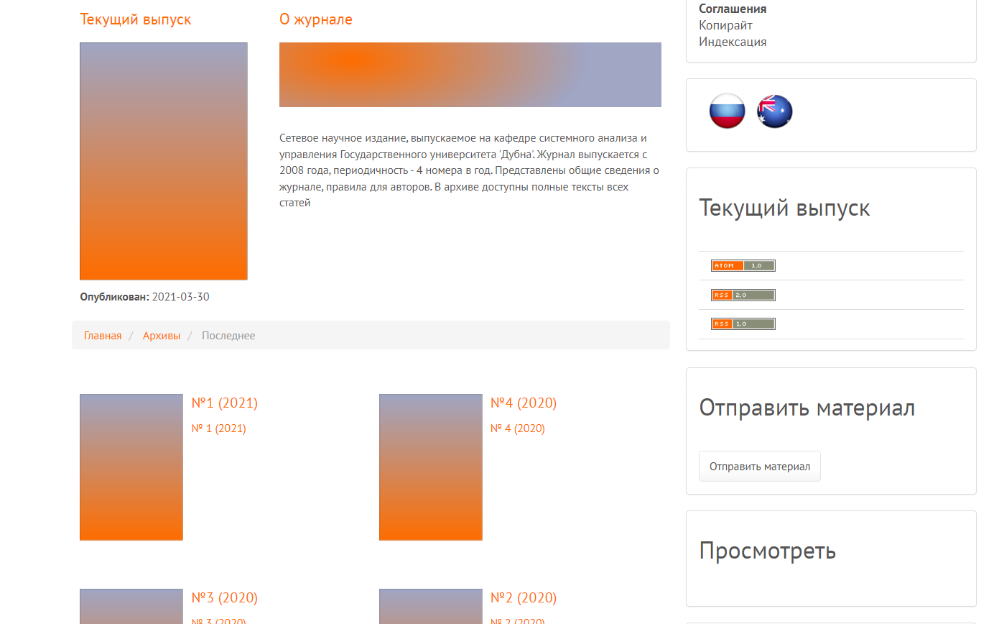 Текущий выпуск
О журнале
Сетевое научное издание, выпускаемое на кафедре системного анализа и
управления Государственного университета 'Дубна'. Журнал выпускается с
2008 года, периодичность - 4 номера в год. Представлены общие сведения о
журнале, правила для авторов. В архиве доступны полные тексты всех
статей
Опубликован: 2021-03-30
Главная / Архивы / Последнее
№1 (2021)
№ 1 (2021)
№4 (2020)
№ 4 (2020)
№3 (2020)
№ 3 (2020)
№2 (2020)
№ 2 (2020)
Соглашения
Копирайт
Индексация
Текущий выпуск
ATOM 1.0
RSS 2.0
RSS 1.0
Отправить материал
Отправить материал
Просмотреть